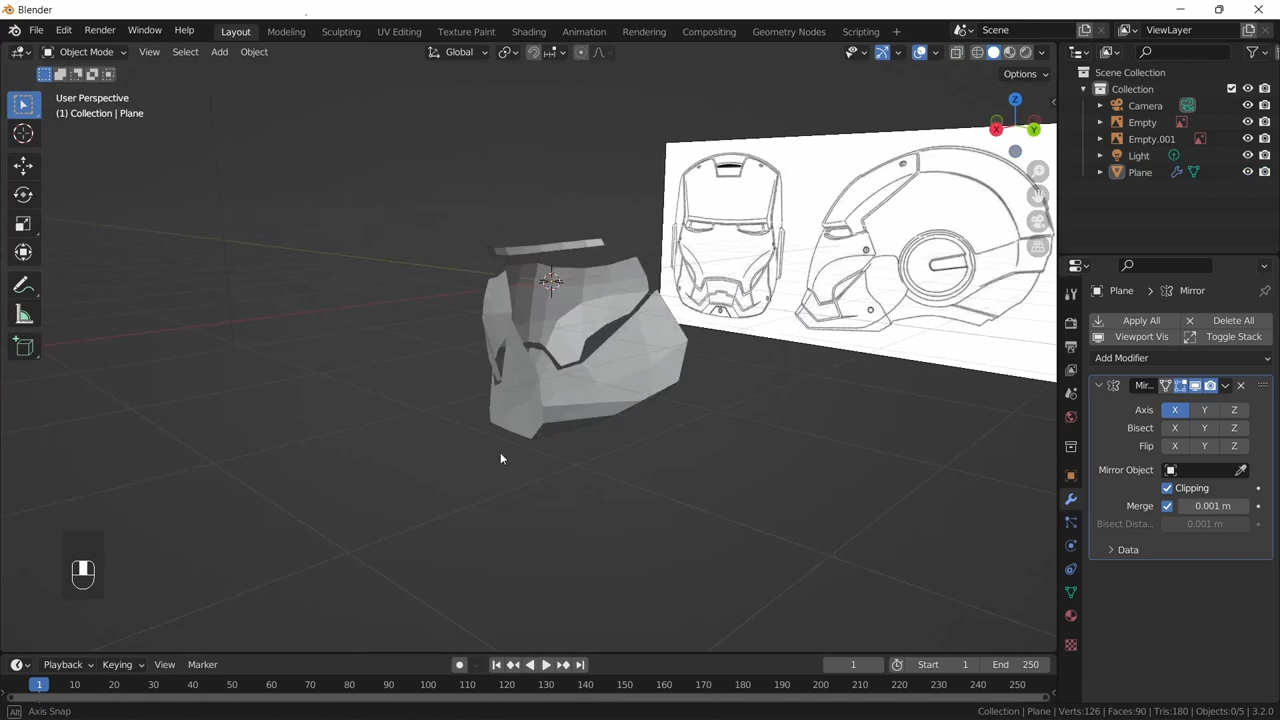 Blender
File Edit Render Window Help Layout Modeling Sculpting UV Editing Texture Paint Shading Animation Rendering Compositing Geometry Nodes Scripting + Scene ViewLayer
Object Mode View Select Add Object Global
Options
User Perspective
(1) Collection | Plane
Z
X Y
Scene Collection
Collection
Camera
Empty
Empty.001
Light
Plane
Plane > Mirror
Apply All Delete All
Viewport Vis Toggle Stack
Add Modifier
Mir...
Axis X Y Z
Bisect X Y Z
Flip X Y Z
Mirror Object
Clipping
Merge 0.001 m
Bisect Dista... 0.001 m
Data
Playback Keying View Marker 1 Start 1 End 250
1 10 20 30 40 50 60 70 80 90 100 110 120 130 140 150 160 170 180 190 200 210 220 230 240 250
Alt Axis Snap Collection | Plane | Verts:126 | Faces:90 | Tris:180 | Objects:0/5 | 3.2.0